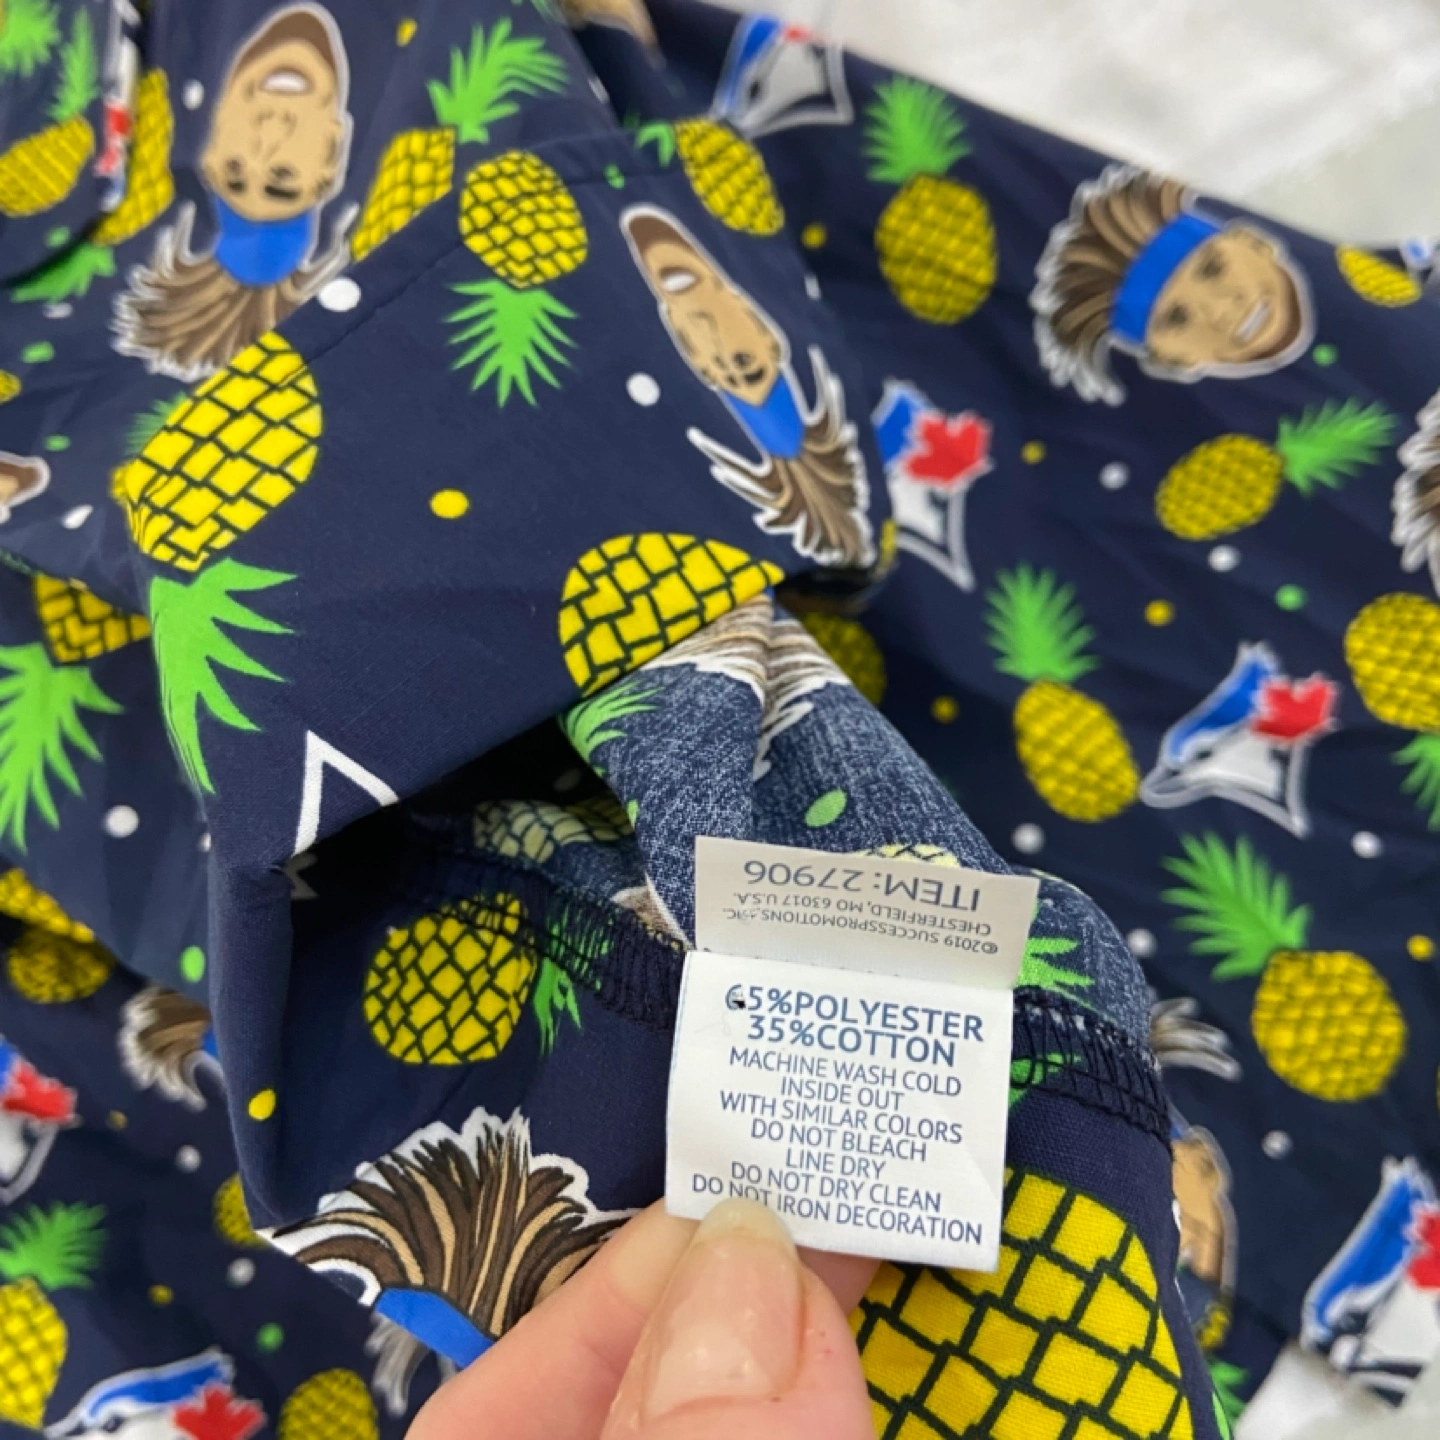 ITEM: 27906
CHESTERFIELD, MO 63017 U.S.A.
©2019 SUCCESSPROMOTIONS, INC.
65%POLYESTER
35%COTTON
MACHINE WASH COLD
INSIDE OUT
WITH SIMILAR COLORS
DO NOT BLEACH
LINE DRY
DO NOT DRY CLEAN
DO NOT IRON DECORATION